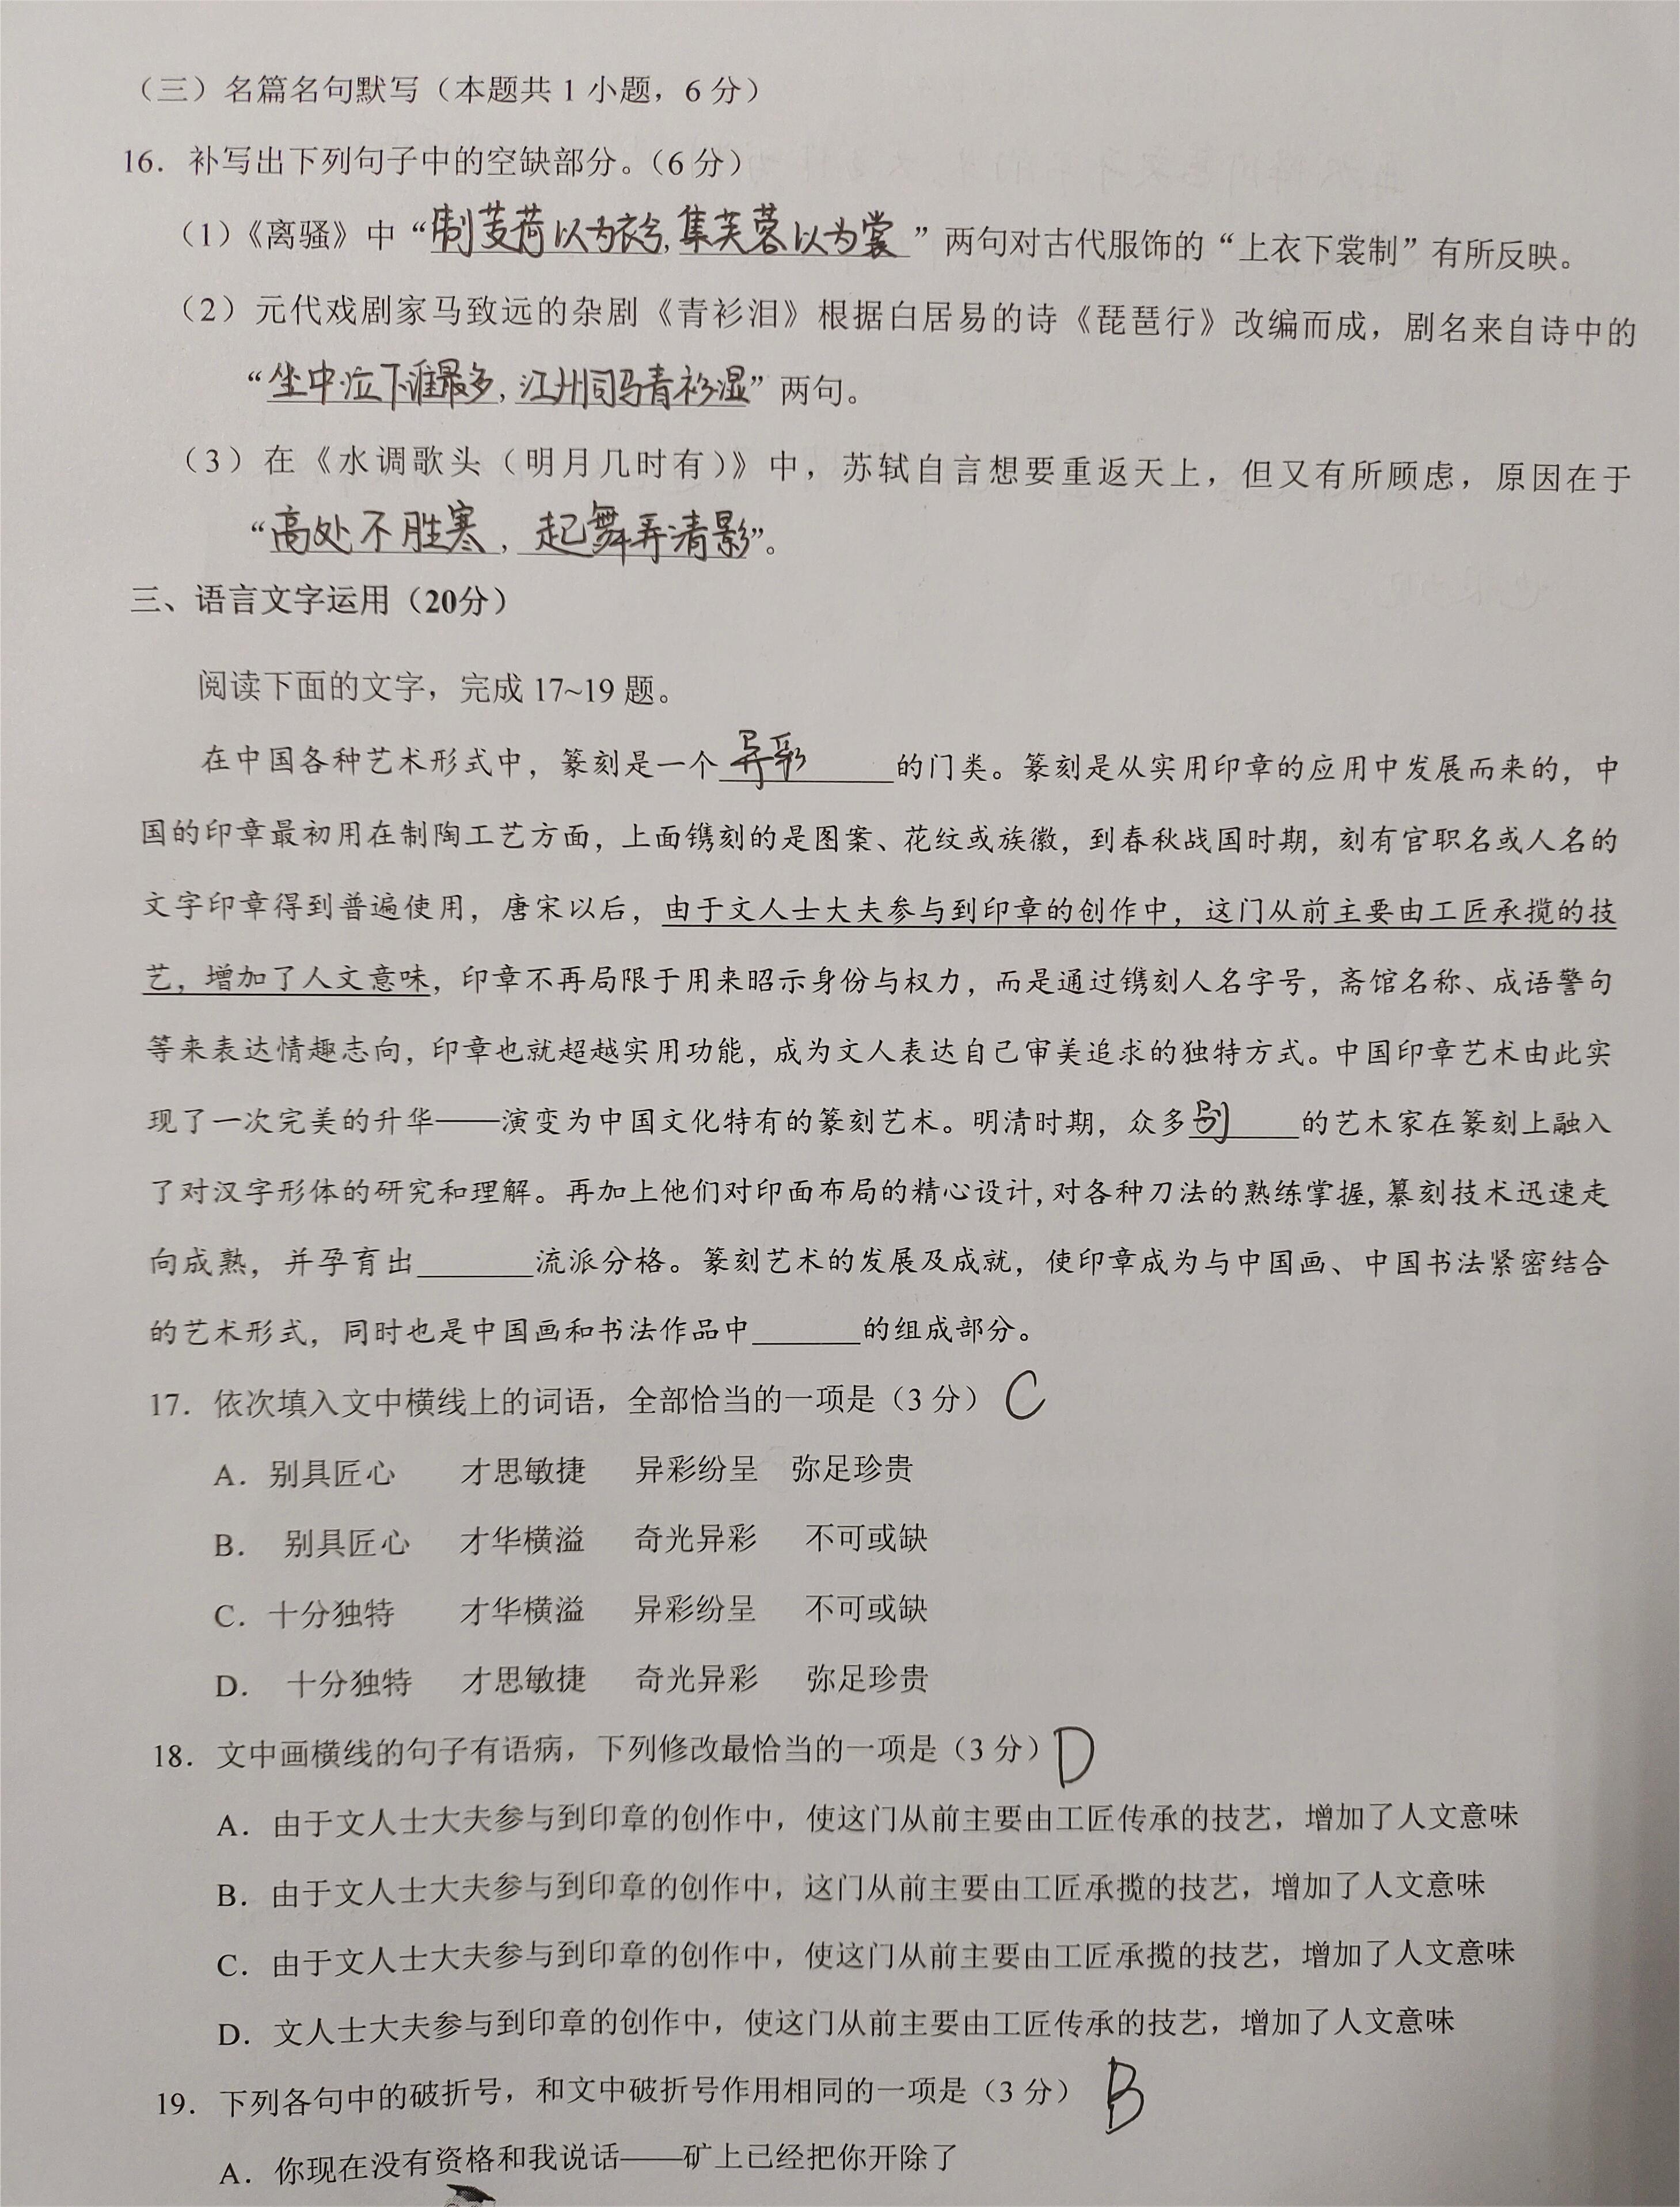 （三）名篇名句默写（本题共 1 小题，6 分）
16．补写出下列句子中的空缺部分。（6 分）
（1）《离骚》中“制芰荷以为衣兮，集芙蓉以为裳”两句对古代服饰的“上衣下裳制”有所反映。
（2）元代戏剧家马致远的杂剧《青衫泪》根据白居易的诗《琵琶行》改编而成，剧名来自诗中的
“坐中泣下谁最多，江州司马青衫湿”两句。
（3）在《水调歌头（明月几时有）》中，苏轼自言想要重返天上，但又有所顾虑，原因在于
“高处不胜寒，起舞弄清影”。
三、语言文字运用（20分）
阅读下面的文字，完成 17~19 题。
在中国各种艺术形式中，篆刻是一个异彩的门类。篆刻是从实用印章的应用中发展而来的，中
国的印章最初用在制陶工艺方面，上面镌刻的是图案、花纹或族徽，到春秋战国时期，刻有官职名或人名的
文字印章得到普遍使用，唐宋以后，由于文人士大夫参与到印章的创作中，这门从前主要由工匠承揽的技
艺，增加了人文意味，印章不再局限于用来昭示身份与权力，而是通过镌刻人名字号，斋馆名称、成语警句
等来表达情趣志向，印章也就超越实用功能，成为文人表达自己审美追求的独特方式。中国印章艺术由此实
现了一次完美的升华——演变为中国文化特有的篆刻艺术。明清时期，众多别的艺术家在篆刻上融入
了对汉字形体的研究和理解。再加上他们对印面布局的精心设计，对各种刀法的熟练掌握，纂刻技术迅速走
向成熟，并孕育出_______流派分格。篆刻艺术的发展及成就，使印章成为与中国画、中国书法紧密结合
的艺术形式，同时也是中国画和书法作品中_______的组成部分。
17．依次填入文中横线上的词语，全部恰当的一项是（3 分） C
A．别具匠心 才思敏捷 异彩纷呈 弥足珍贵
B． 别具匠心 才华横溢 奇光异彩 不可或缺
C．十分独特 才华横溢 异彩纷呈 不可或缺
D． 十分独特 才思敏捷 奇光异彩 弥足珍贵
18．文中画横线的句子有语病，下列修改最恰当的一项是（3 分） D
A．由于文人士大夫参与到印章的创作中，使这门从前主要由工匠传承的技艺，增加了人文意味
B．由于文人士大夫参与到印章的创作中，这门从前主要由工匠承揽的技艺，增加了人文意味
C．由于文人士大夫参与到印章的创作中，使这门从前主要由工匠承揽的技艺，增加了人文意味
D．文人士大夫参与到印章的创作中，使这门从前主要由工匠传承的技艺，增加了人文意味
19．下列各句中的破折号，和文中破折号作用相同的一项是（3 分） B
A．你现在没有资格和我说话——矿上已经把你开除了